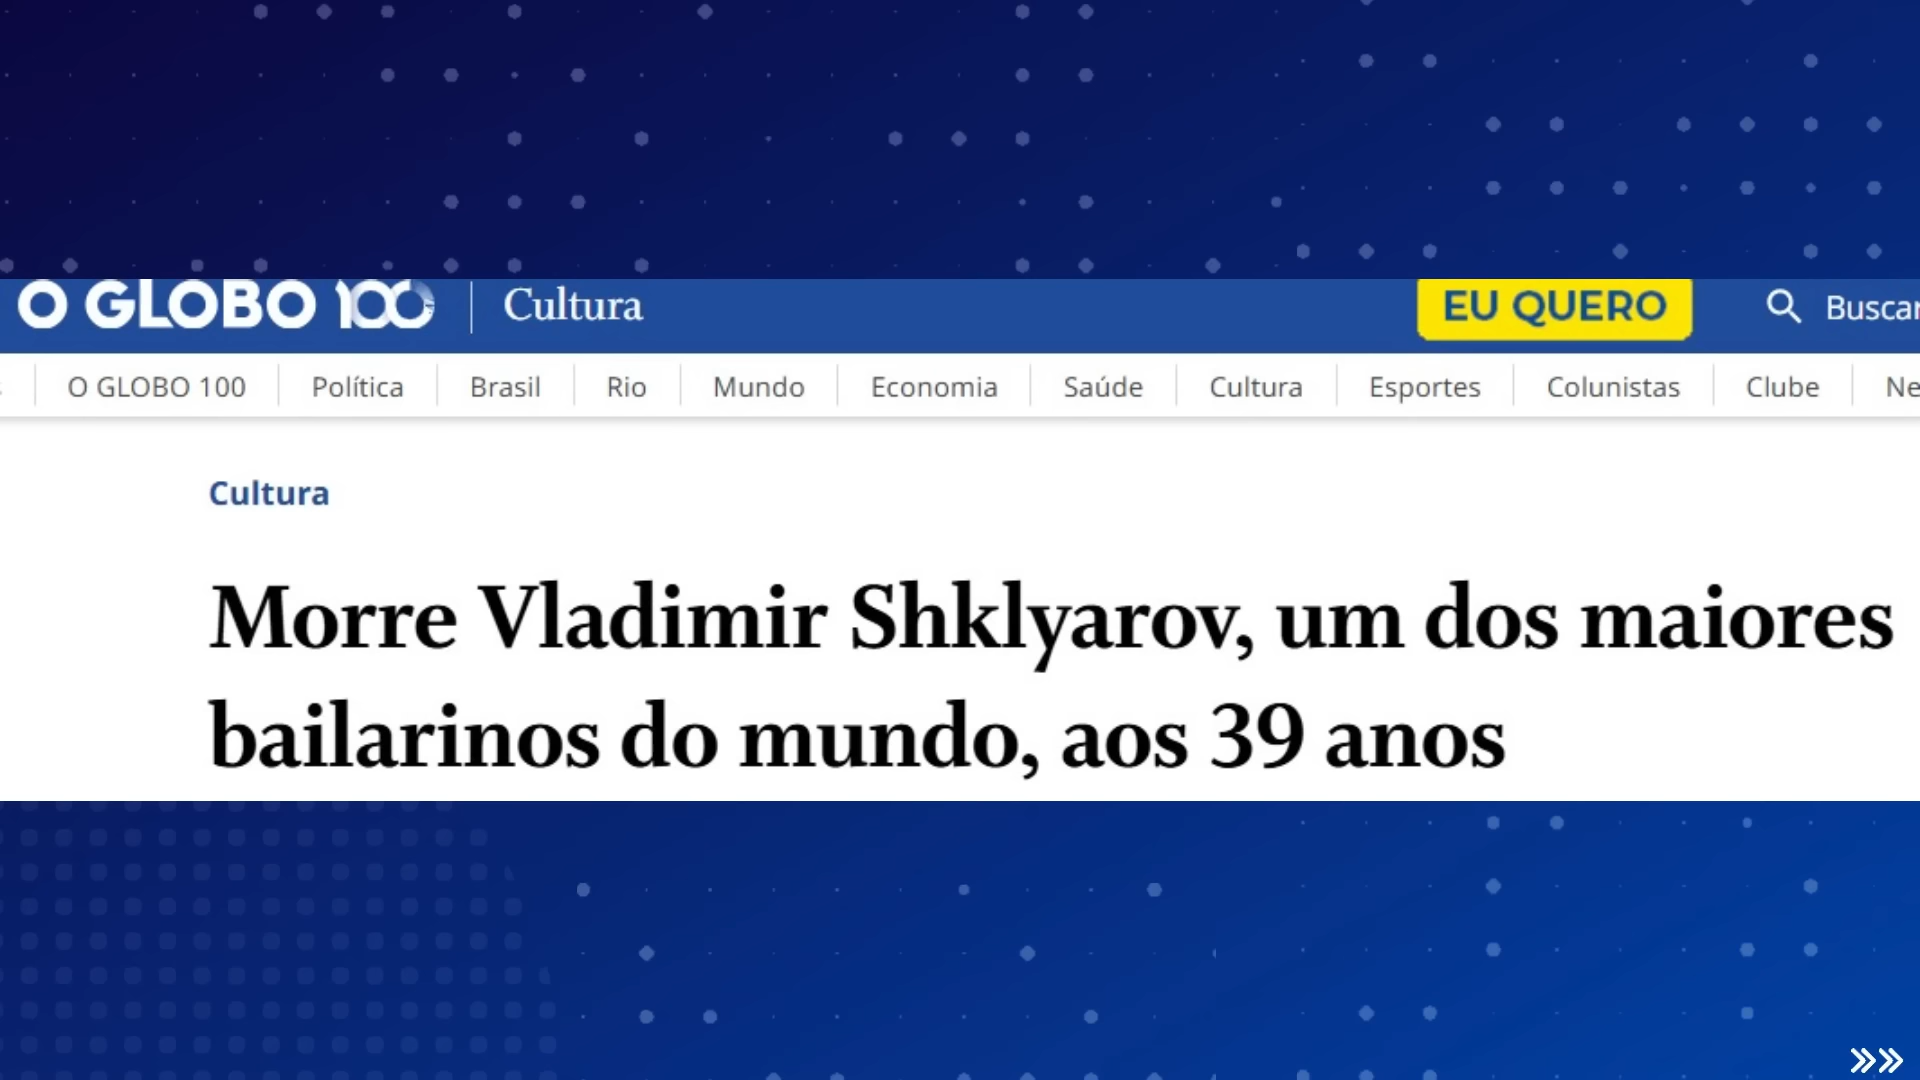 O GLOBO 100 Cultura EU QUERO Buscar
O GLOBO 100 Política Brasil Rio Mundo Economia Saúde Cultura Esportes Colunistas Clube Ne
Cultura
Morre Vladimir Shklyarov, um dos maiores
bailarinos do mundo, aos 39 anos